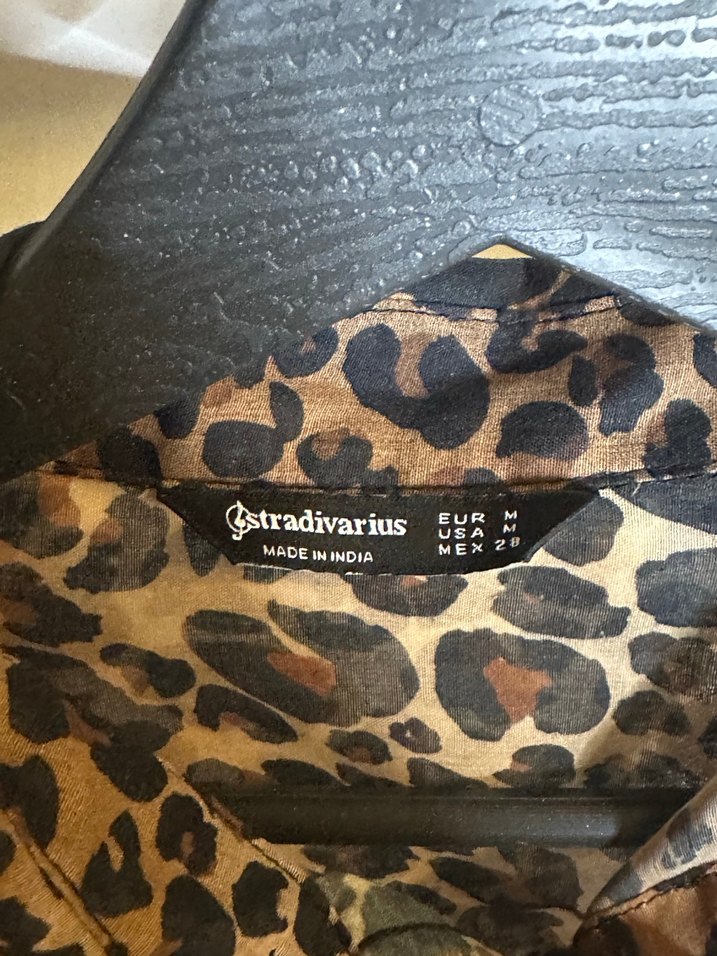 stradivarius
MADE IN INDIA
EUR M
USA M
MEX 28